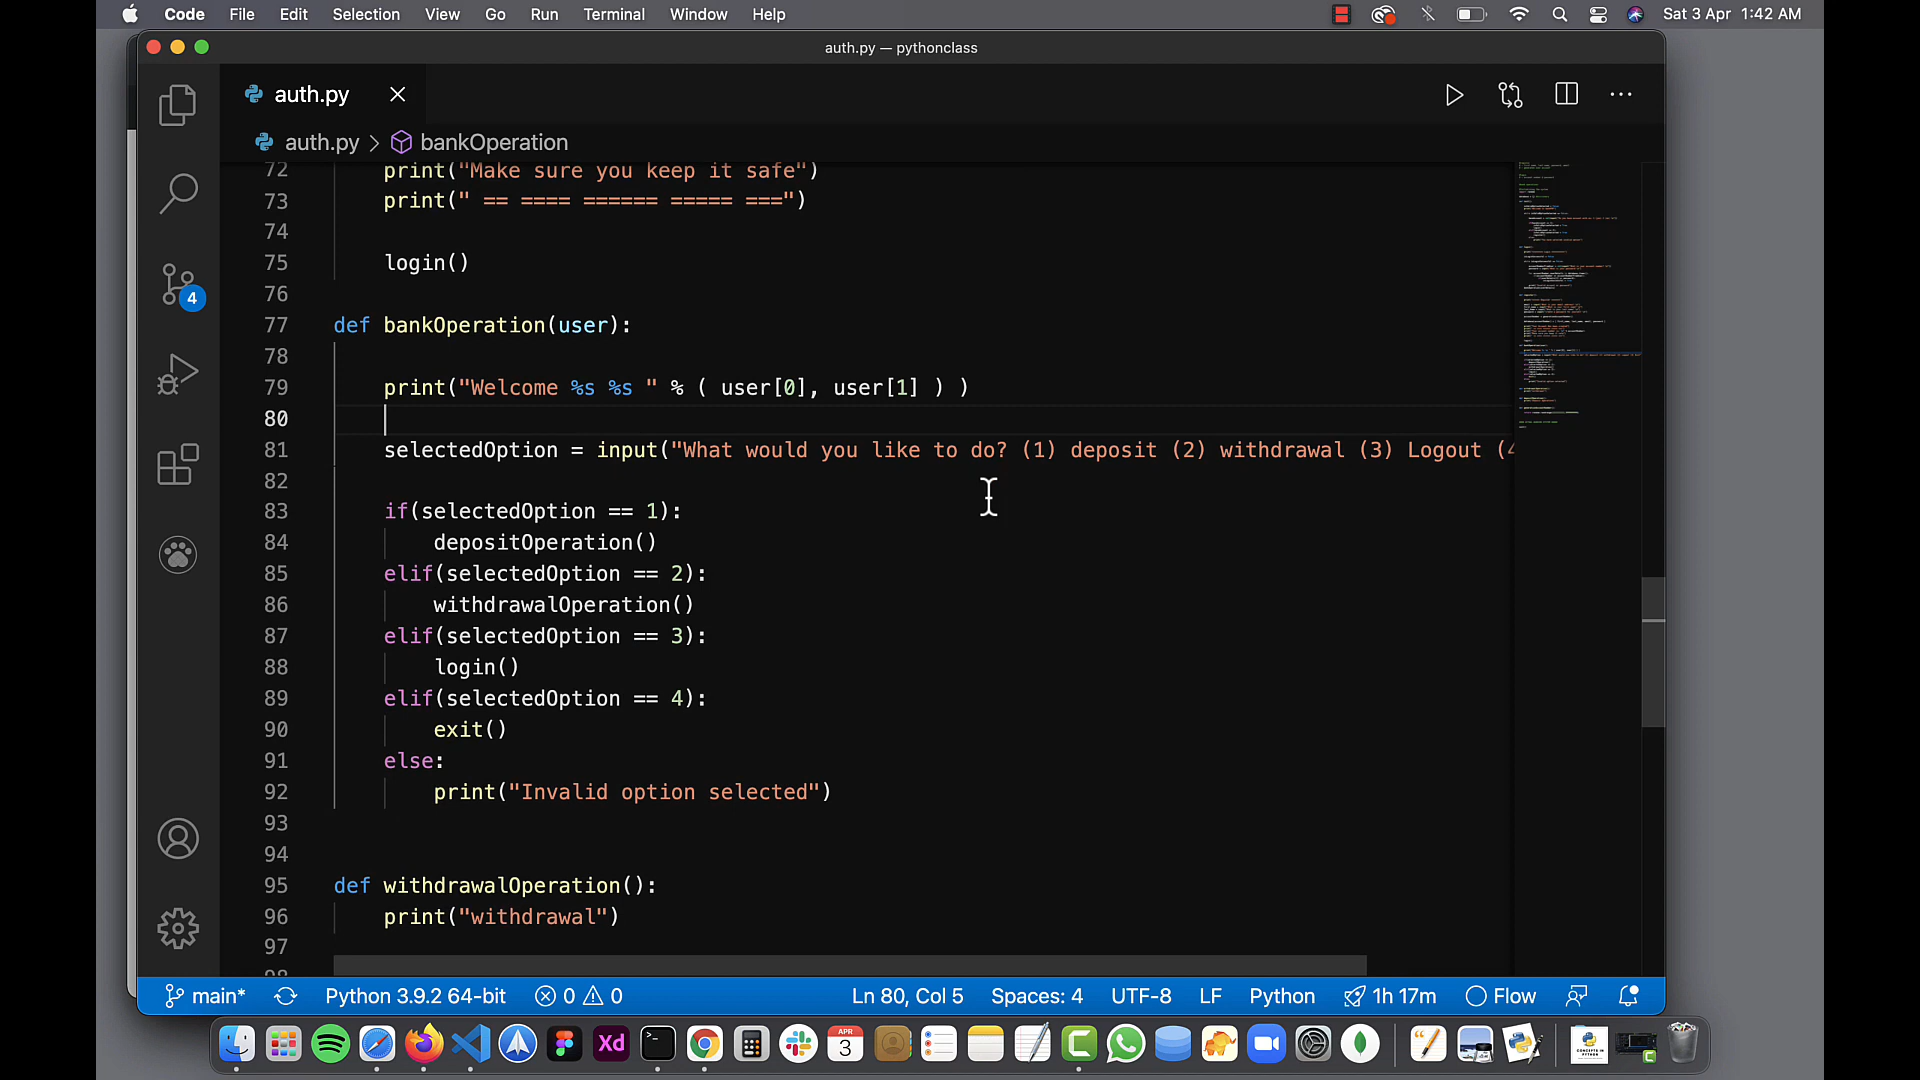 Code File Edit Selection View Go Run Terminal Window Help Sat 3 Apr 1:42 AM
auth.py — pythonclass
auth.py
auth.py > bankOperation
72 print("Make sure you keep it safe")
73 print(" == ==== ====== ===== ===")
74
75 login()
76
77 def bankOperation(user):
78
79 print("Welcome %s %s " % ( user[0], user[1] ) )
80
81 selectedOption = input("What would you like to do? (1) deposit (2) withdrawal (3) Logout (4
82
83 if(selectedOption == 1):
84 depositOperation()
85 elif(selectedOption == 2):
86 withdrawalOperation()
87 elif(selectedOption == 3):
88 login()
89 elif(selectedOption == 4):
90 exit()
91 else:
92 print("Invalid option selected")
93
94
95 def withdrawalOperation():
96 print("withdrawal")
97
4
main* Python 3.9.2 64-bit 0 0 Ln 80, Col 5 Spaces: 4 UTF-8 LF Python 1h 17m Flow
Xd
APR
3